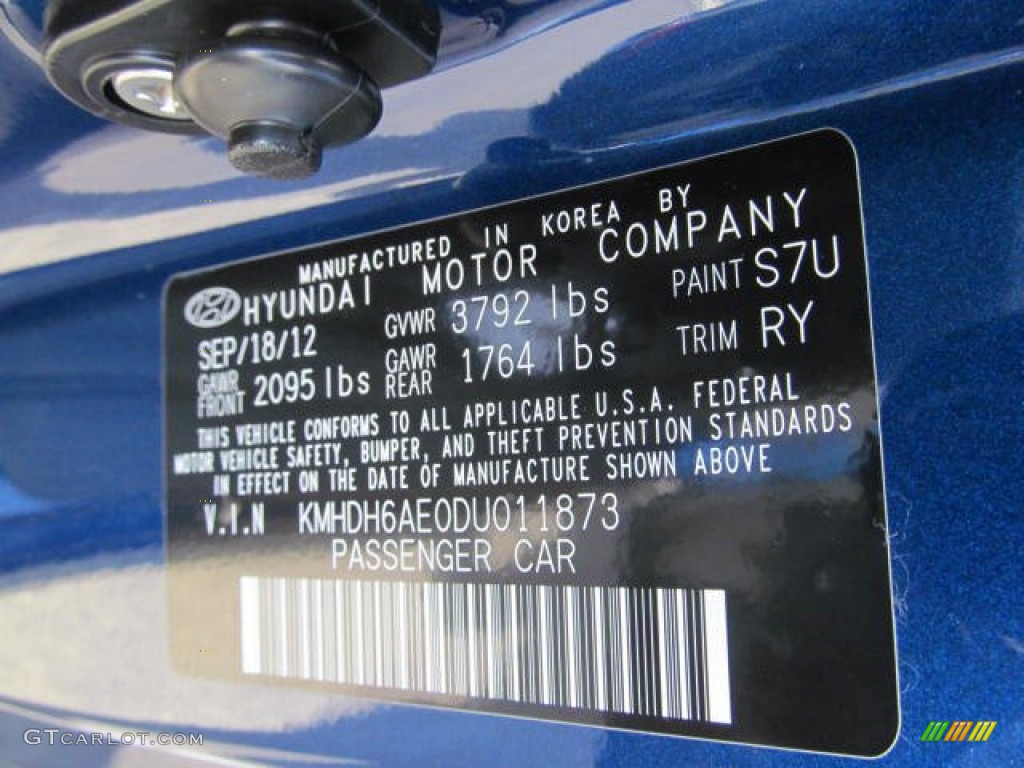 MANUFACTURED IN KOREA BY
HYUNDAI MOTOR COMPANY
SEP/18/12 GVWR 3792 lbs PAINT S7U
GAWR FRONT 2095 lbs GAWR REAR 1764 lbs TRIM RY
THIS VEHICLE CONFORMS TO ALL APPLICABLE U.S.A. FEDERAL
MOTOR VEHICLE SAFETY, BUMPER, AND THEFT PREVENTION STANDARDS
IN EFFECT ON THE DATE OF MANUFACTURE SHOWN ABOVE
V.I.N KMHDH6AE0DU011873
PASSENGER CAR
GTCARLOT.COM